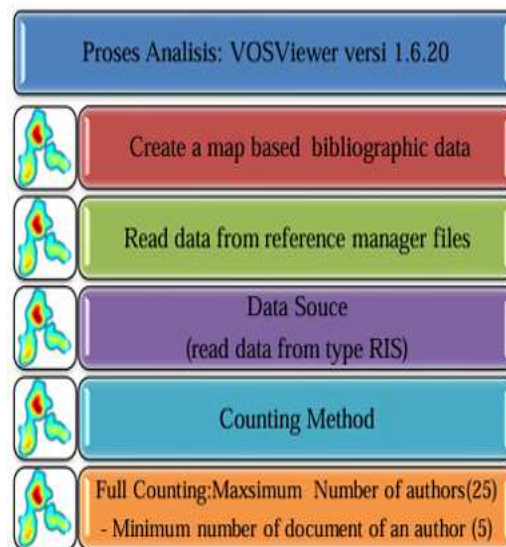 Proses Analisis: VOSViewer versi 1.6.20
Create a map based bibliographic data
Read data from reference manager files
Data Souce
(read data from type RIS)
Counting Method
Full Counting:Maxsimum Number of authors(25)
- Minimum number of document of an author (5)